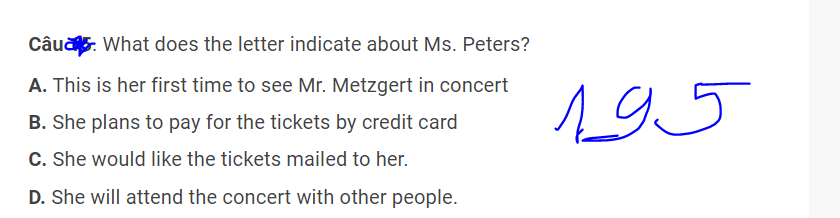 Câu : What does the letter indicate about Ms. Peters?
A. This is her first time to see Mr. Metzgert in concert
B. She plans to pay for the tickets by credit card
C. She would like the tickets mailed to her.
D. She will attend the concert with other people.
195